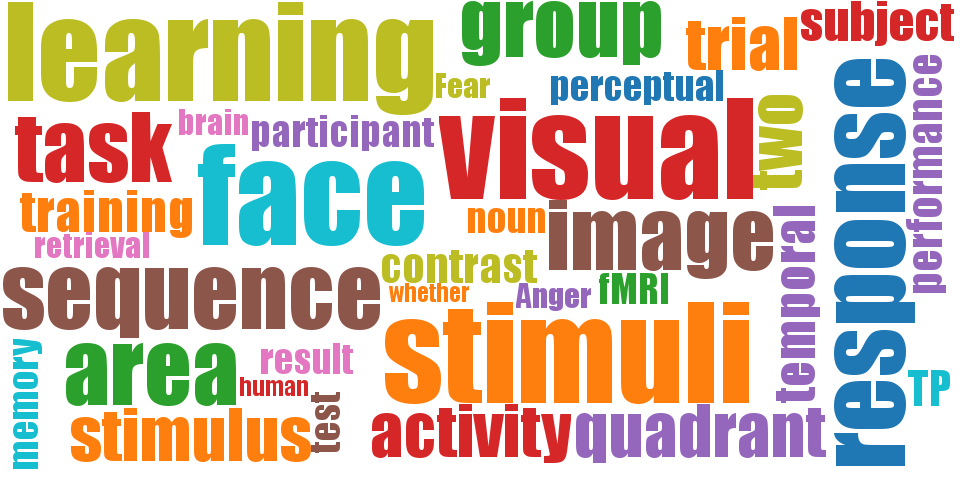 learning
group
trial
subject
Fear
perceptual
response
performance
brain
participant
task
visual
two
face
training
noun
image
retrieval
temporal
sequence
contrast
whether
Anger
fMRI
stimuli
memory
area
result
human
test
TP
stimulus
activity
quadrant